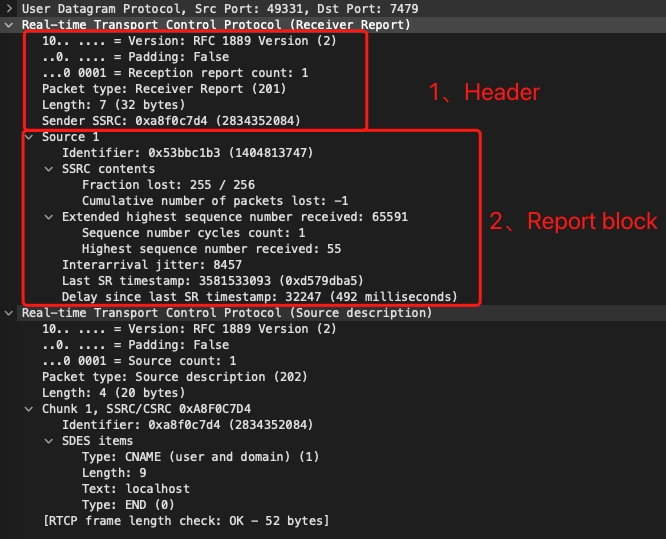 User Datagram Protocol, Src Port: 49331, Dst Port: 7479
Real-time Transport Control Protocol (Receiver Report)
10.. .... = Version: RFC 1889 Version (2)
..0. .... = Padding: False
...0 0001 = Reception report count: 1
Packet type: Receiver Report (201)
Length: 7 (32 bytes)
Sender SSRC: 0xa8f0c7d4 (2834352084)
1、Header
Source 1
Identifier: 0x53bbc1b3 (1404813747)
SSRC contents
Fraction lost: 255 / 256
Cumulative number of packets lost: -1
Extended highest sequence number received: 65591
Sequence number cycles count: 1
Highest sequence number received: 55
Interarrival jitter: 8457
Last SR timestamp: 3581533093 (0xd579dba5)
Delay since last SR timestamp: 32247 (492 milliseconds)
2、Report block
Real-time Transport Control Protocol (Source description)
10.. .... = Version: RFC 1889 Version (2)
..0. .... = Padding: False
...0 0001 = Source count: 1
Packet type: Source description (202)
Length: 4 (20 bytes)
Chunk 1, SSRC/CSRC 0xA8F0C7D4
Identifier: 0xa8f0c7d4 (2834352084)
SDES items
Type: CNAME (user and domain) (1)
Length: 9
Text: localhost
Type: END (0)
[RTCP frame length check: OK - 52 bytes]